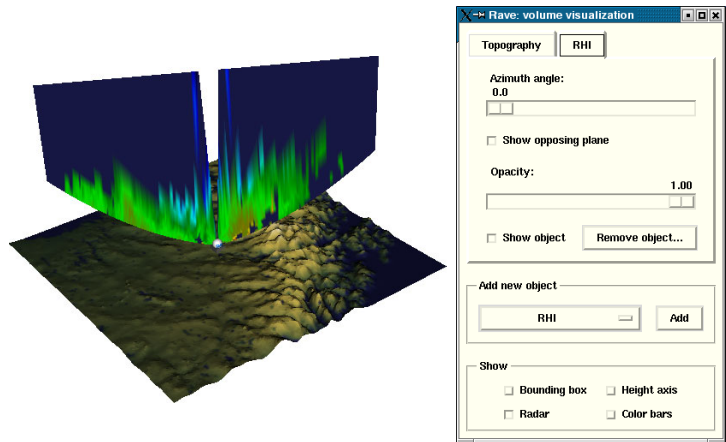 Rave: volume visualization
Topography RHI
Azimuth angle:
0.0
Show opposing plane
Opacity:
1.00
Show object Remove object...
Add new object
RHI Add
Show
Bounding box Height axis
Radar Color bars